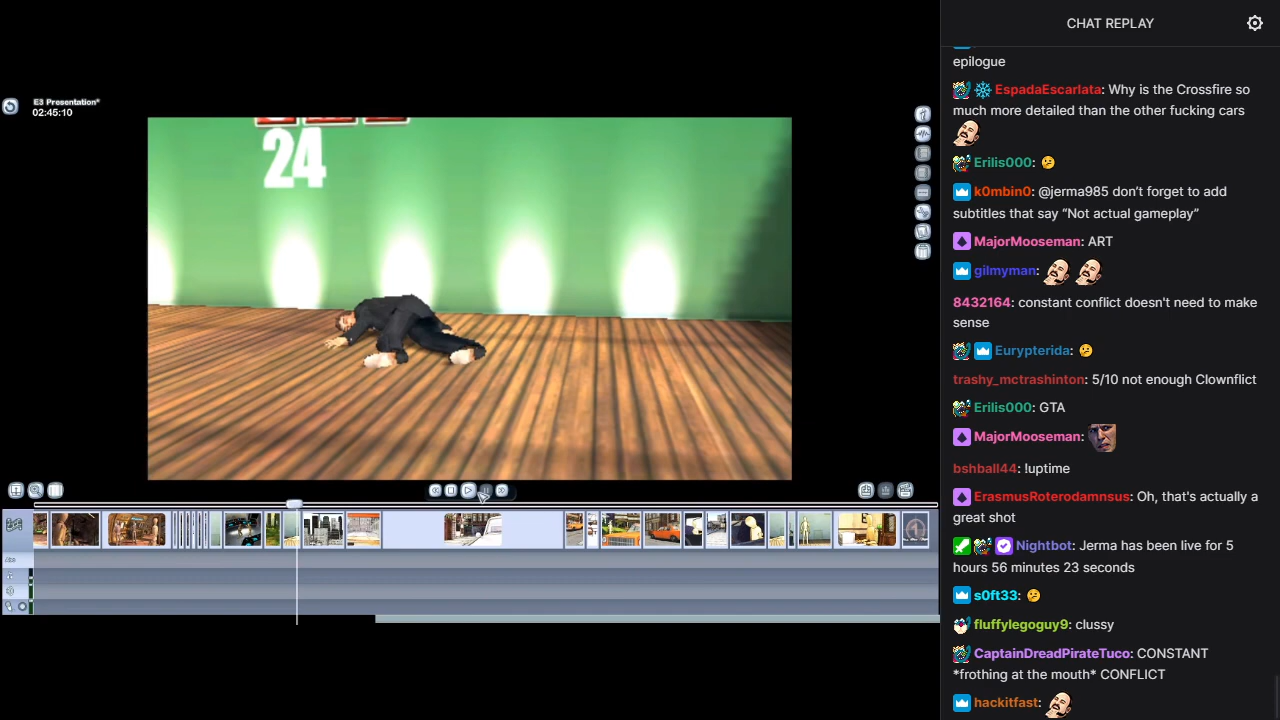 CHAT REPLAY
E3 Presentation*
02:45:10
24
epilogue
EspadaEscarlata: Why is the Crossfire so
much more detailed than the other fucking cars
Erilis000:
k0mbin0: @jerma985 don't forget to add
subtitles that say “Not actual gameplay”
MajorMooseman: ART
gilmyman:
8432164: constant conflict doesn't need to make
sense
Eurypterida:
trashy_mctrashinton: 5/10 not enough Clownflict
Erilis000: GTA
MajorMooseman:
bshball44: !uptime
ErasmusRoterodamnsus: Oh, that's actually a
great shot
Nightbot: Jerma has been live for 5
hours 56 minutes 23 seconds
s0ft33:
fluffylegoguy9: clussy
CaptainDreadPirateTuco: CONSTANT
*frothing at the mouth* CONFLICT
hackitfast: